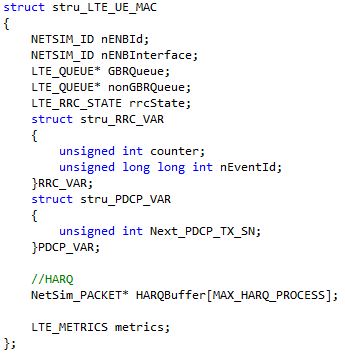 struct stru_LTE_UE_MAC
{
    NETSIM_ID nENBId;
    NETSIM_ID nENBInterface;
    LTE_QUEUE* GBRQueue;
    LTE_QUEUE* nonGBRQueue;
    LTE_RRC_STATE rrcState;
    struct stru_RRC_VAR
    {
        unsigned int counter;
        unsigned long long int nEventId;
    }RRC_VAR;
    struct stru_PDCP_VAR
    {
        unsigned int Next_PDCP_TX_SN;
    }PDCP_VAR;

    //HARQ
    NetSim_PACKET* HARQBuffer[MAX_HARQ_PROCESS];

    LTE_METRICS metrics;
};